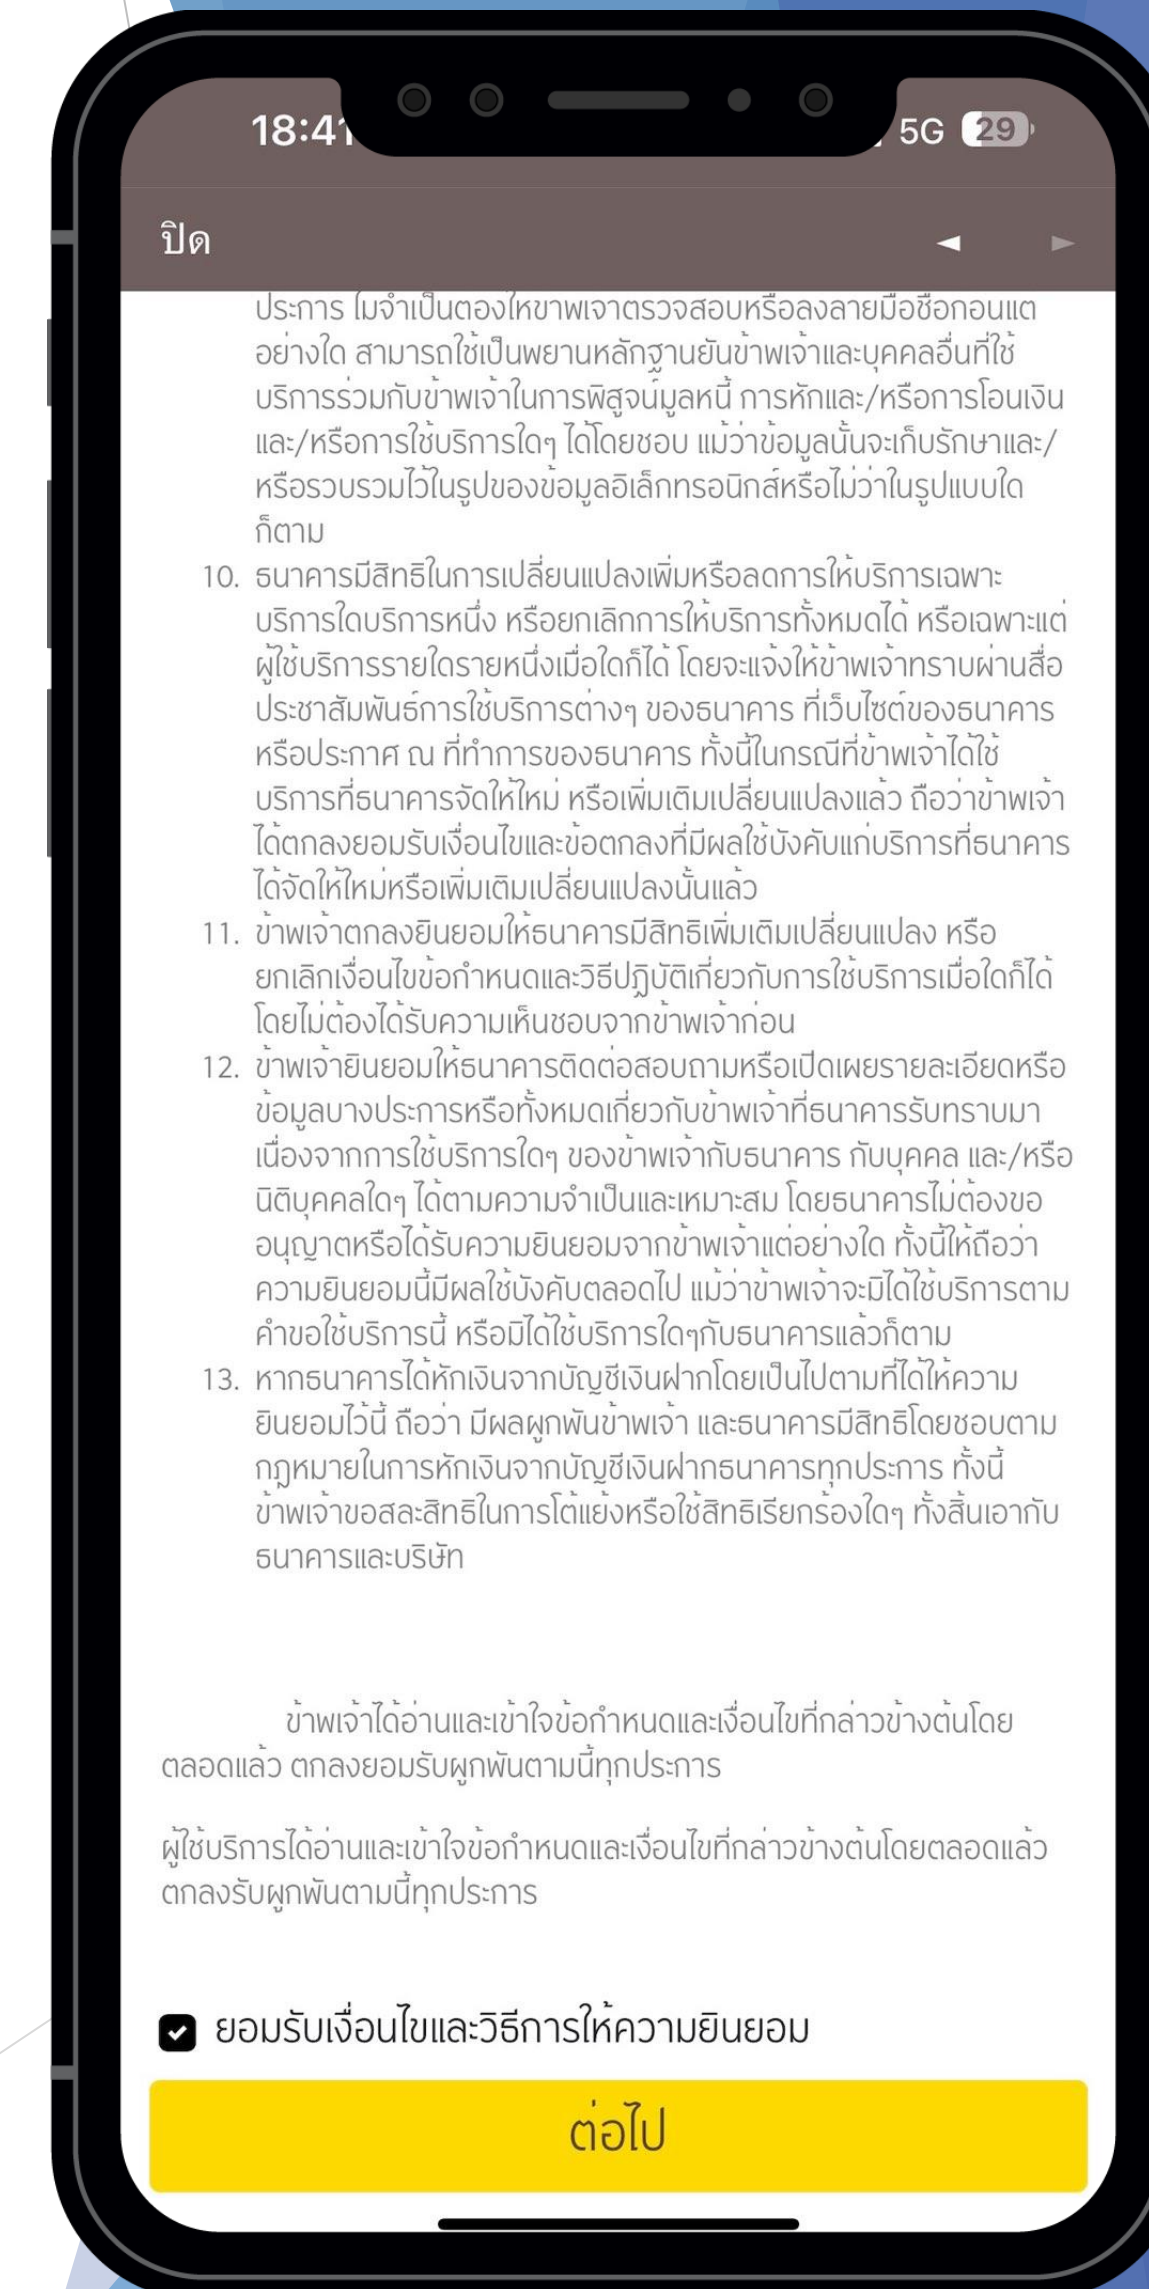 18:41
5G 29
ปิด
ประการ ไม่จำเป็นต้องให้ข้าพเจ้าตรวจสอบหรือลงลายมือชื่อก่อนแต่
อย่างใด สามารถใช้เป็นพยานหลักฐานยันข้าพเจ้าและบุคคลอื่นที่ใช้
บริการร่วมกับข้าพเจ้าในการพิสูจน์มูลหนี้ การหักและ/หรือการโอนเงิน
และ/หรือการใช้บริการใดๆ ได้โดยชอบ แม้ว่าข้อมูลนั้นจะเก็บรักษาและ/
หรือรวบรวมไว้ในรูปของข้อมูลอิเล็กทรอนิกส์หรือไม่ว่าในรูปแบบใด
ก็ตาม
10. ธนาคารมีสิทธิในการเปลี่ยนแปลงเพิ่มหรือลดการให้บริการเฉพาะ
บริการใดบริการหนึ่ง หรือยกเลิกการให้บริการทั้งหมดได้ หรือเฉพาะแต่
ผู้ใช้บริการรายใดรายหนึ่งเมื่อใดก็ได้ โดยจะแจ้งให้ข้าพเจ้าทราบผ่านสื่อ
ประชาสัมพันธ์การใช้บริการต่างๆ ของธนาคาร ที่เว็บไซต์ของธนาคาร
หรือประกาศ ณ ที่ทำการของธนาคาร ทั้งนี้ในกรณีที่ข้าพเจ้าได้ใช้
บริการที่ธนาคารจัดให้ใหม่ หรือเพิ่มเติมเปลี่ยนแปลงแล้ว ถือว่าข้าพเจ้า
ได้ตกลงยอมรับเงื่อนไขและข้อตกลงที่มีผลใช้บังคับแก่บริการที่ธนาคาร
ได้จัดให้ใหม่หรือเพิ่มเติมเปลี่ยนแปลงนั้นแล้ว
11. ข้าพเจ้าตกลงยินยอมให้ธนาคารมีสิทธิเพิ่มเติมเปลี่ยนแปลง หรือ
ยกเลิกเงื่อนไขข้อกำหนดและวิธีปฏิบัติเกี่ยวกับการใช้บริการเมื่อใดก็ได้
โดยไม่ต้องได้รับความเห็นชอบจากข้าพเจ้าก่อน
12. ข้าพเจ้ายินยอมให้ธนาคารติดต่อสอบถามหรือเปิดเผยรายละเอียดหรือ
ข้อมูลบางประการหรือทั้งหมดเกี่ยวกับข้าพเจ้าที่ธนาคารรับทราบมา
เนื่องจากการใช้บริการใดๆ ของข้าพเจ้ากับธนาคาร กับบุคคล และ/หรือ
นิติบุคคลใดๆ ได้ตามความจำเป็นและเหมาะสม โดยธนาคารไม่ต้องขอ
อนุญาตหรือได้รับความยินยอมจากข้าพเจ้าแต่อย่างใด ทั้งนี้ให้ถือว่า
ความยินยอมนี้มีผลใช้บังคับตลอดไป แม้ว่าข้าพเจ้าจะมิได้ใช้บริการตาม
คำขอใช้บริการนี้ หรือมิได้ใช้บริการใดๆกับธนาคารแล้วก็ตาม
13. หากธนาคารได้หักเงินจากบัญชีเงินฝากโดยเป็นไปตามที่ได้ให้ความ
ยินยอมไว้นี้ ถือว่า มีผลผูกพันข้าพเจ้า และธนาคารมีสิทธิโดยชอบตาม
กฎหมายในการหักเงินจากบัญชีเงินฝากธนาคารทุกประการ ทั้งนี้
ข้าพเจ้าขอสละสิทธิในการโต้แย้งหรือใช้สิทธิเรียกร้องใดๆ ทั้งสิ้นเอากับ
ธนาคารและบริษัท
ข้าพเจ้าได้อ่านและเข้าใจข้อกำหนดและเงื่อนไขที่กล่าวข้างต้นโดย
ตลอดแล้ว ตกลงยอมรับผูกพันตามนี้ทุกประการ
ผู้ใช้บริการได้อ่านและเข้าใจข้อกำหนดและเงื่อนไขที่กล่าวข้างต้นโดยตลอดแล้ว
ตกลงรับผูกพันตามนี้ทุกประการ
ยอมรับเงื่อนไขและวิธีการให้ความยินยอม
ต่อไป